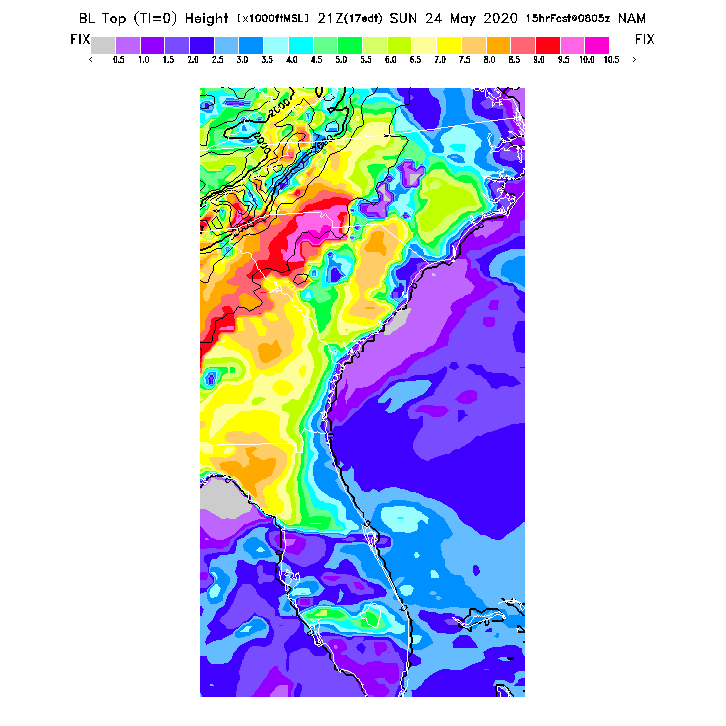 BL Top (TI=0) Height [x1000ftMSL] 21Z(17edt) SUN 24 May 2020 15hrFcst@0805z NAM
FIX FIX
< 0.5 1.0 1.5 2.0 2.5 3.0 3.5 4.0 4.5 5.0 5.5 6.0 6.5 7.0 7.5 8.0 8.5 9.0 9.5 10.0 10.5 >
2000